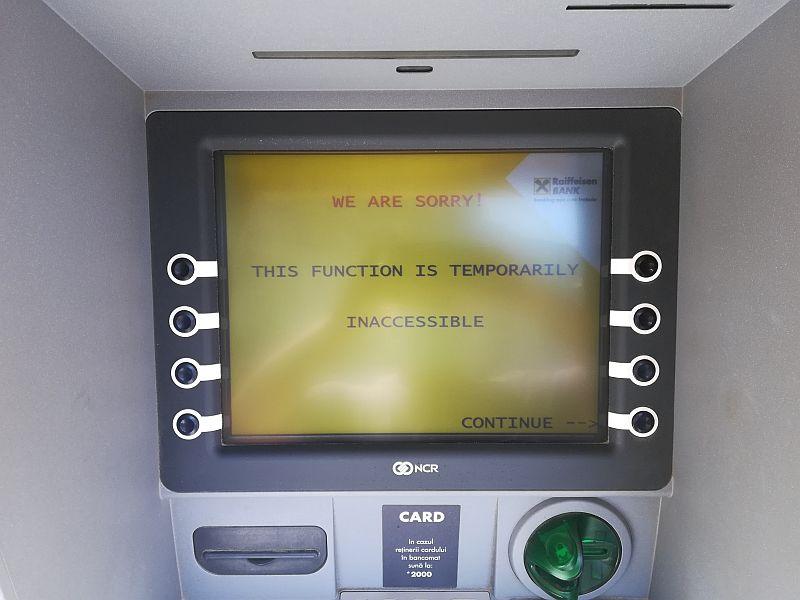 Raiffeisen
BANK
WE ARE SORRY!
THIS FUNCTION IS TEMPORARILY
INACCESSIBLE
CONTINUE -->
NCR
CARD
în cazul
reţinerii cardului
în bancomat
sună la:
*2000